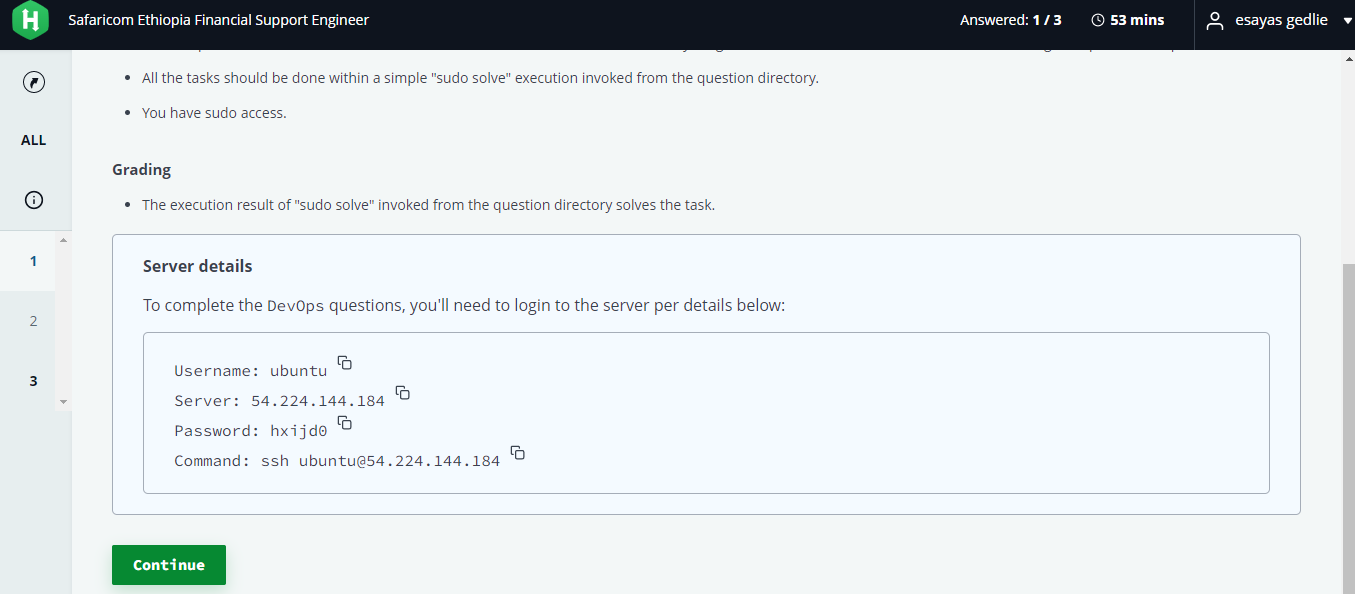 Safaricom Ethiopia Financial Support Engineer
Answered: 1 / 3
53 mins
esayas gedlie
ALL
1
2
3
All the tasks should be done within a simple "sudo solve" execution invoked from the question directory.
You have sudo access.
Grading
The execution result of "sudo solve" invoked from the question directory solves the task.
Server details
To complete the DevOps questions, you'll need to login to the server per details below:
Username: ubuntu
Server: 54.224.144.184
Password: hxijd0
Command: ssh ubuntu@54.224.144.184
Continue